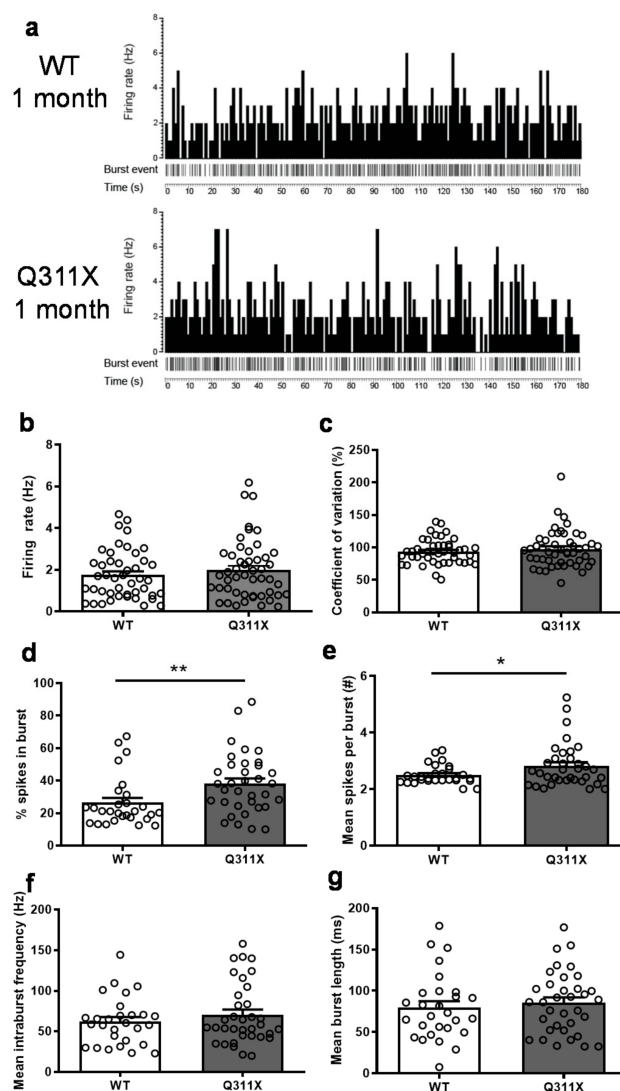 a
WT
1 month
Firing rate (Hz)
8
6
4
2
0
Burst event
Time (s)
0 10 20 30 40 50 60 70 80 90 100 110 120 130 140 150 160 170 180
Q311X
1 month
Firing rate (Hz)
8
6
4
2
0
Burst event
Time (s)
0 10 20 30 40 50 60 70 80 90 100 110 120 130 140 150 160 170 180
b
Firing rate (Hz)
8
6
4
2
0
WT Q311X
c
Coefficient of variation (%)
250
200
150
100
50
0
WT Q311X
d
% spikes in burst
100
80
60
40
20
0
**
WT Q311X
e
Mean spikes per burst (#)
6
4
2
0
*
WT Q311X
f
Mean intraburst frequency (Hz)
200
150
100
50
0
WT Q311X
g
Mean burst length (ms)
200
150
100
50
0
WT Q311X